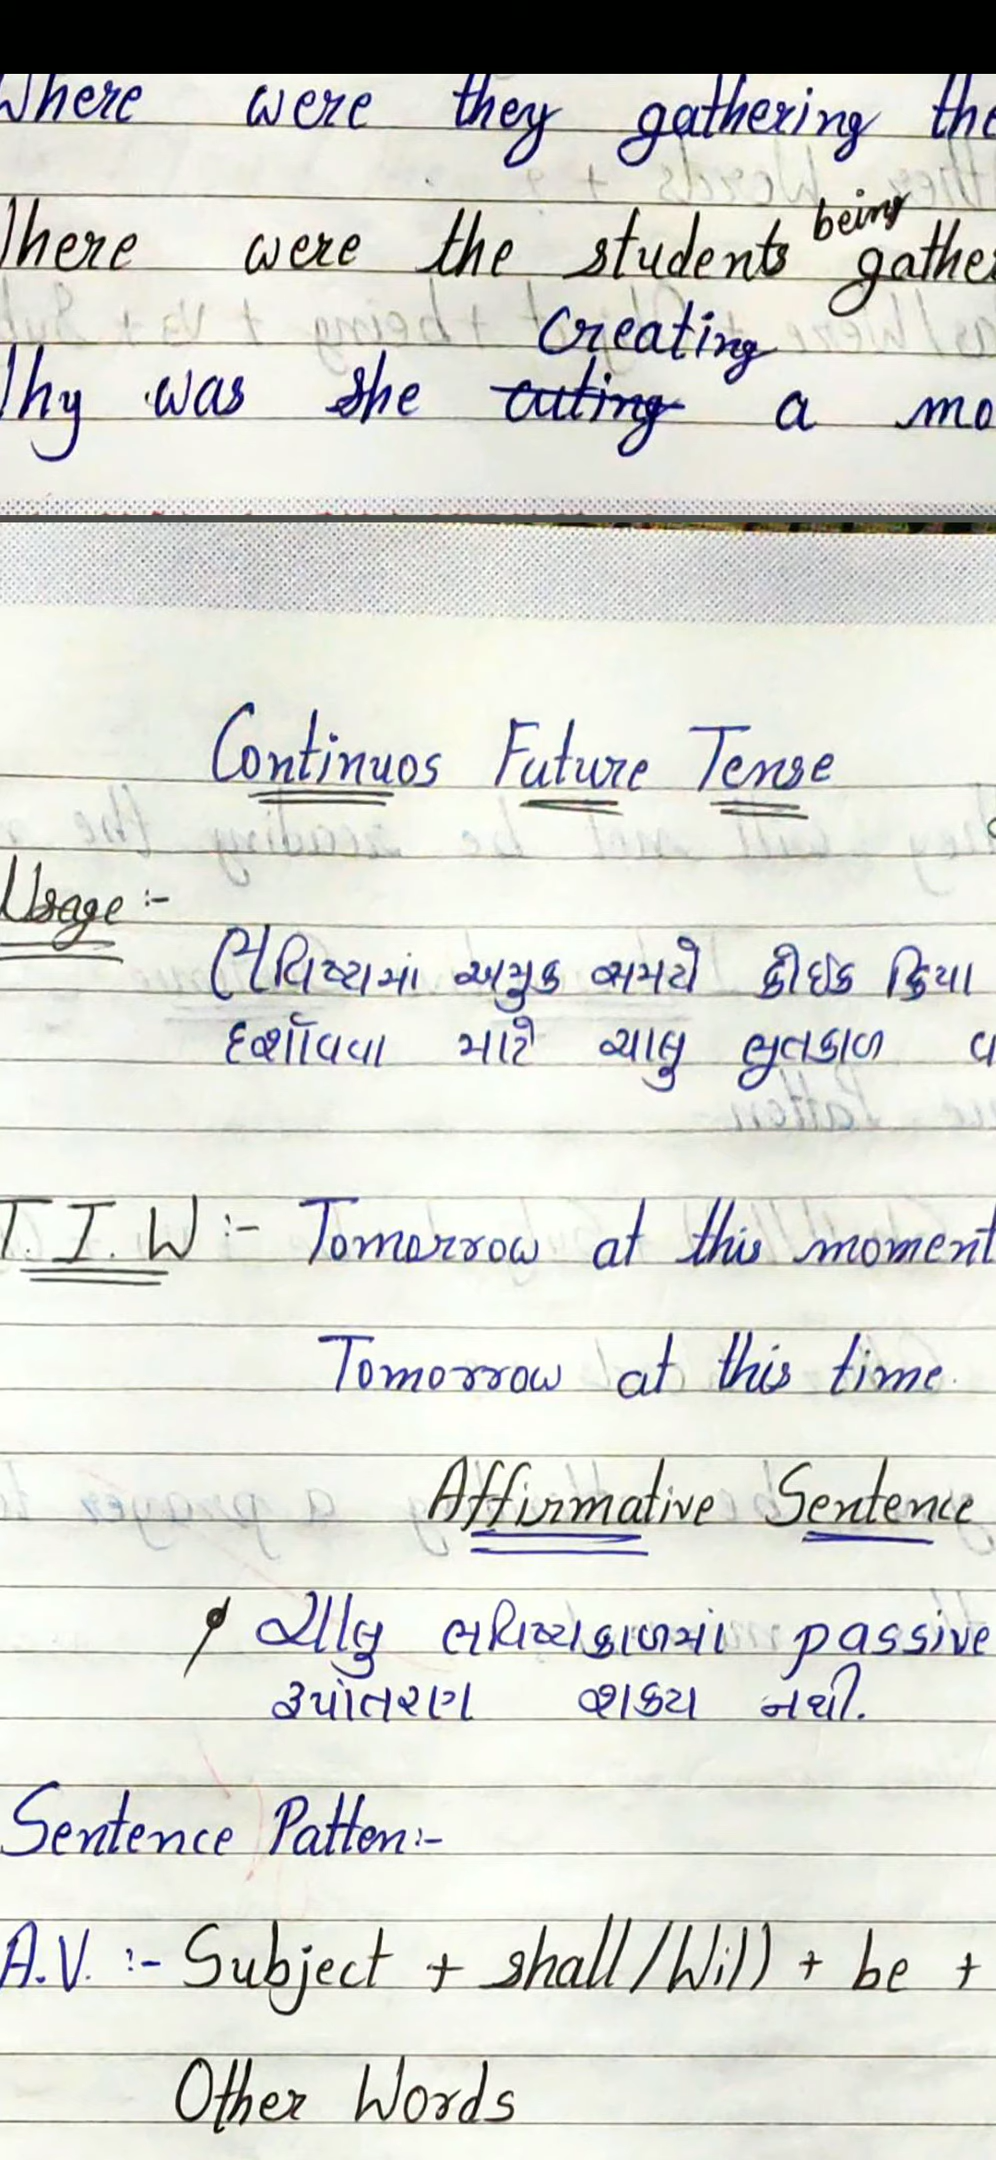 Where were they gathering the
There were the students being gathe
creating
Why was she cuting a mo
Continuos Future Tense
Usage :-
ભવિષ્યમાં અમુક સમયે કોઈક ક્રિયા
દર્શાવવા માટે ચાલુ ભુતકાળ વ
T.I.W :- Tomorrow at this moment
Tomorrow at this time.
Affirmative Sentence
ચાલુ ભવિષ્યકાળમાં passive
રૂપાંતરણ શક્ય નથી.
Sentence Patten:-
A.V. :- Subject + shall/Will + be +
Other Words